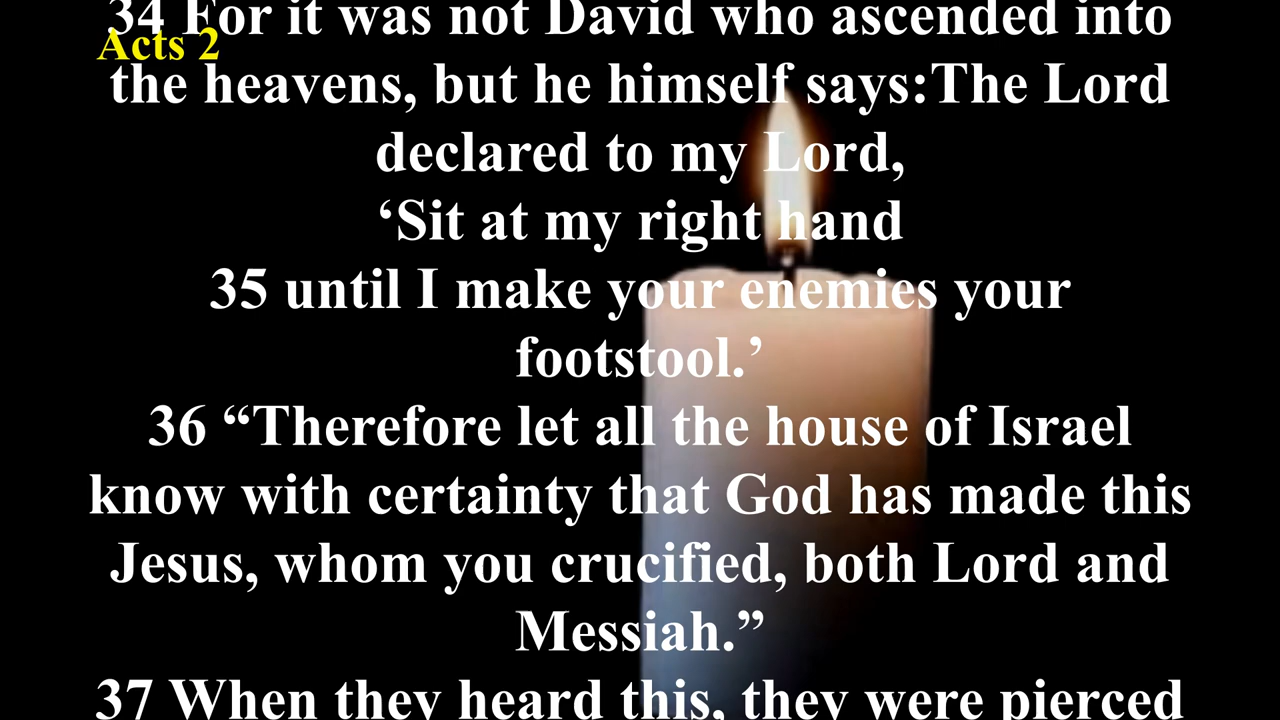 34 For it was not David who ascended into
Acts 2
the heavens, but he himself says:The Lord
declared to my Lord,
‘Sit at my right hand
35 until I make your enemies your
footstool.’
36 “Therefore let all the house of Israel
know with certainty that God has made this
Jesus, whom you crucified, both Lord and
Messiah.”
37 When they heard this, they were pierced